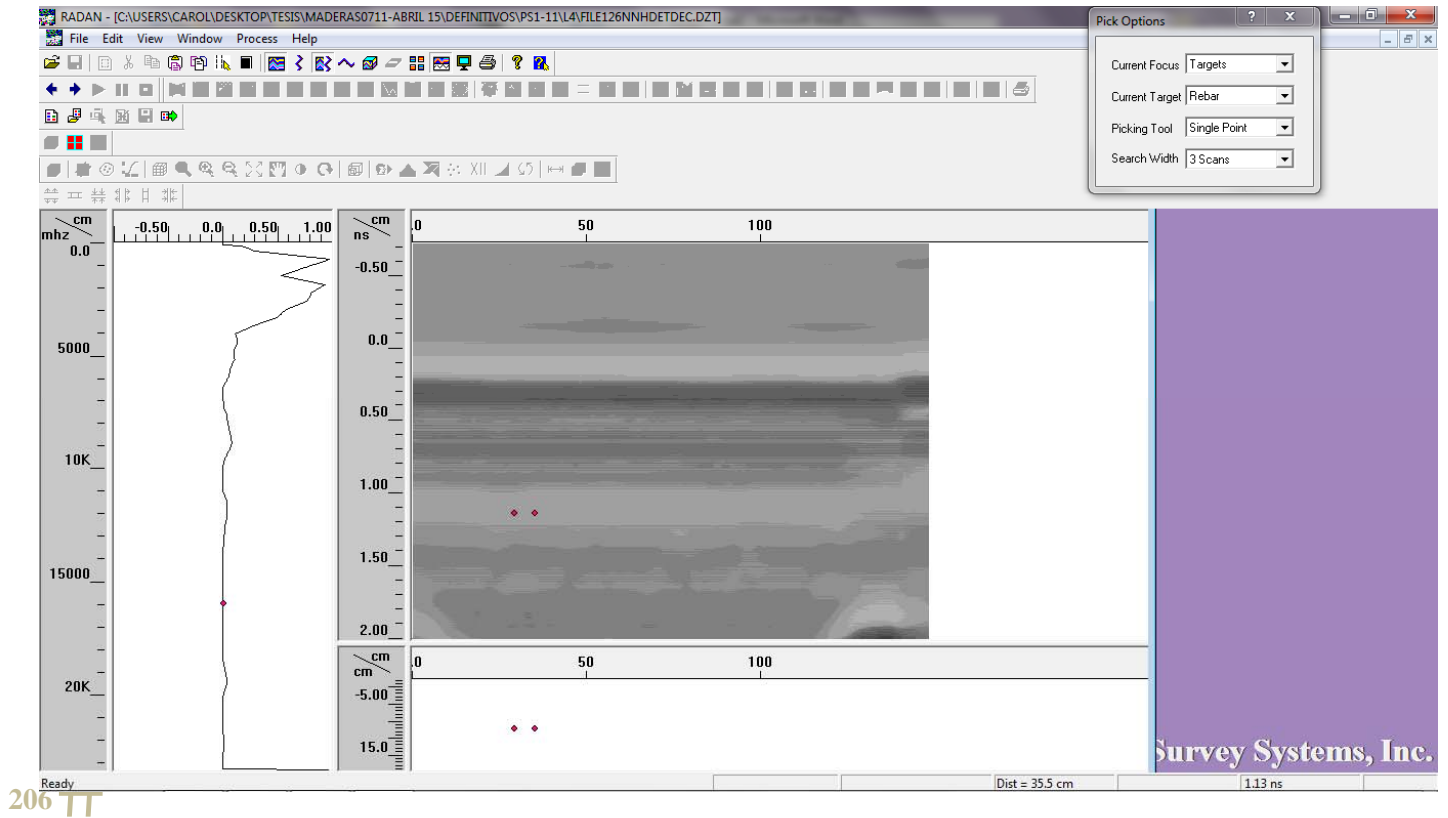 RADAN - [C:\USERS\CAROL\DESKTOP\TESIS\MADERAS0711-ABRIL 15\DEFINITIVOS\PS1-11\L4\FILE126NNHDETDEC.DZT]
File Edit View Window Process Help
Pick Options
Current Focus Targets
Current Target Rebar
Picking Tool Single Point
Search Width 3 Scans
XII
cm
mhz
-0.50 0.0 0.50 1.00
cm
ns
.0 50 100
0.0
5000
10K
15000
20K
-0.50
0.0
0.50
1.00
1.50
2.00
cm
cm
.0 50 100
-5.00
15.0
Survey Systems, Inc.
Ready
Dist = 35.5 cm
1.13 ns
206